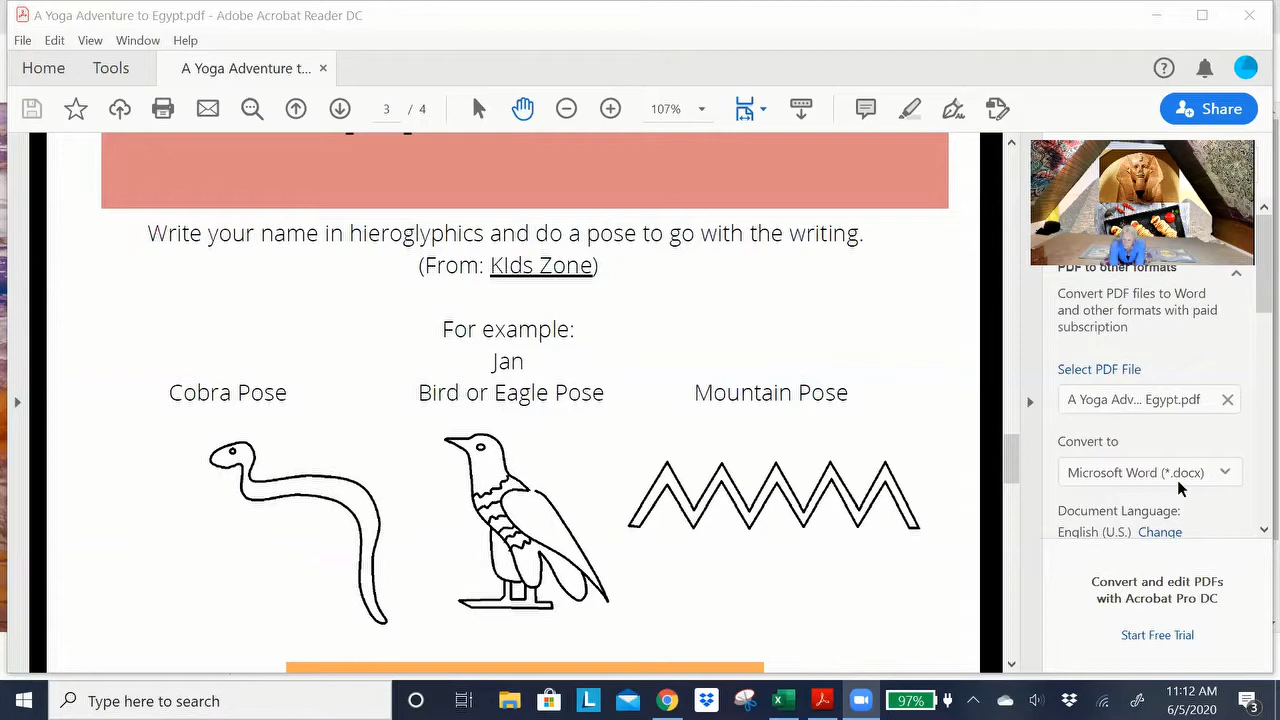 A Yoga Adventure to Egypt.pdf - Adobe Acrobat Reader DC
File Edit View Window Help
Home Tools A Yoga Adventure t... ×
3 / 4 107% Share
Write your name in hieroglyphics and do a pose to go with the writing.
(From: KIds Zone)
For example:
Jan
Cobra Pose Bird or Eagle Pose Mountain Pose
PDF to other formats
Convert PDF files to Word
and other formats with paid
subscription
Select PDF File
A Yoga Adv... Egypt.pdf
Convert to
Microsoft Word (*.docx)
Document Language:
English (U.S.) Change
Convert and edit PDFs
with Acrobat Pro DC
Start Free Trial
Type here to search
L
97%
11:12 AM
6/5/2020
3